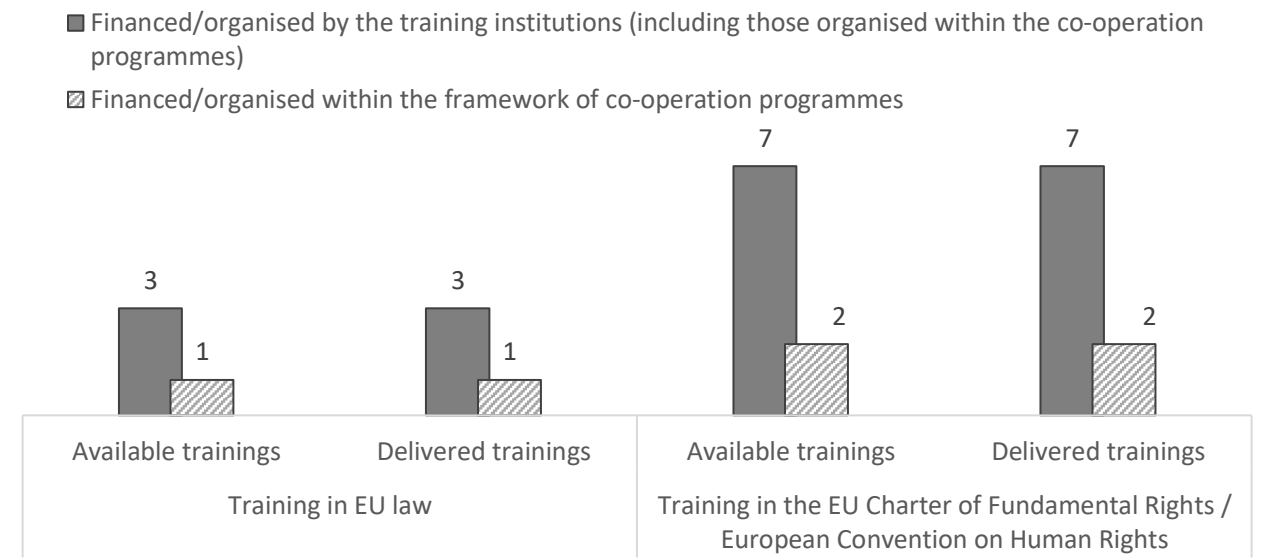 Financed/organised by the training institutions (including those organised within the co-operation
programmes)
Financed/organised within the framework of co-operation programmes
7
7
3
3
2
2
1
1
Available trainings
Delivered trainings
Available trainings
Delivered trainings
Training in EU law
Training in the EU Charter of Fundamental Rights /
European Convention on Human Rights